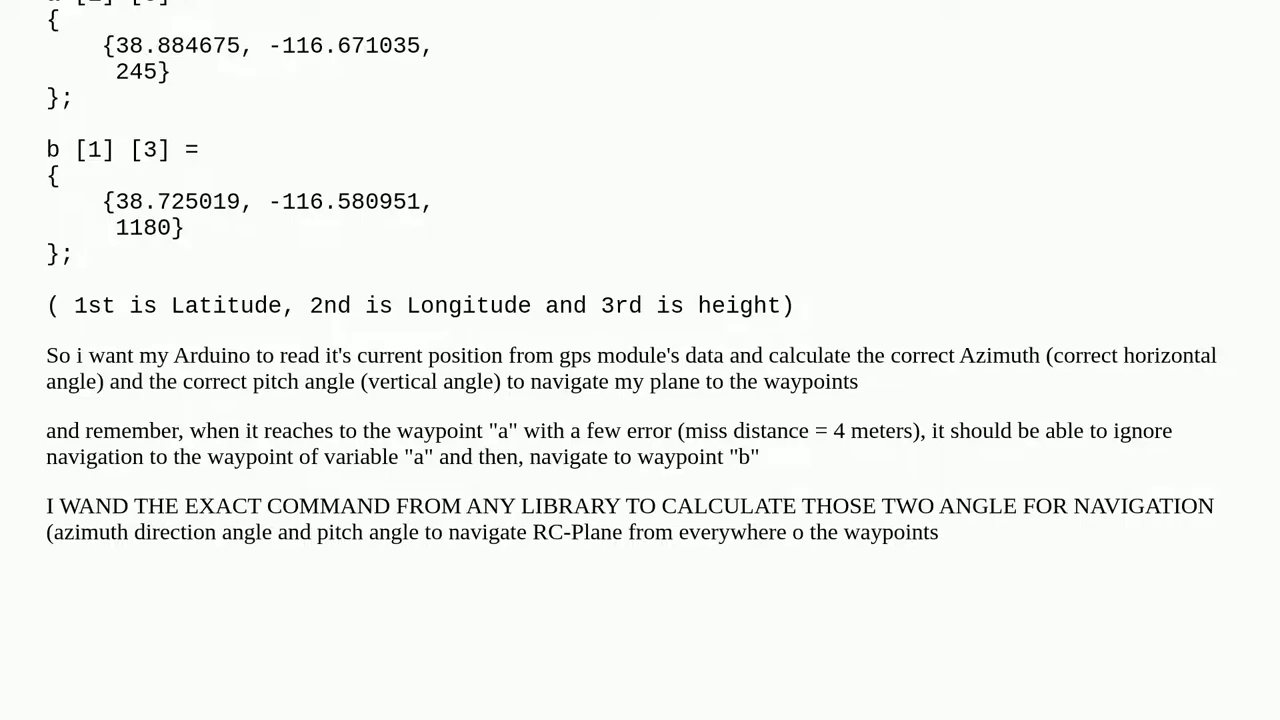 {
{38.884675, -116.671035,
245}
};
b [1] [3] =
{
{38.725019, -116.580951,
1180}
};
( 1st is Latitude, 2nd is Longitude and 3rd is height)
So i want my Arduino to read it's current position from gps module's data and calculate the correct Azimuth (correct horizontal
angle) and the correct pitch angle (vertical angle) to navigate my plane to the waypoints
and remember, when it reaches to the waypoint "a" with a few error (miss distance = 4 meters), it should be able to ignore
navigation to the waypoint of variable "a" and then, navigate to waypoint "b"
I WAND THE EXACT COMMAND FROM ANY LIBRARY TO CALCULATE THOSE TWO ANGLE FOR NAVIGATION
(azimuth direction angle and pitch angle to navigate RC-Plane from everywhere o the waypoints